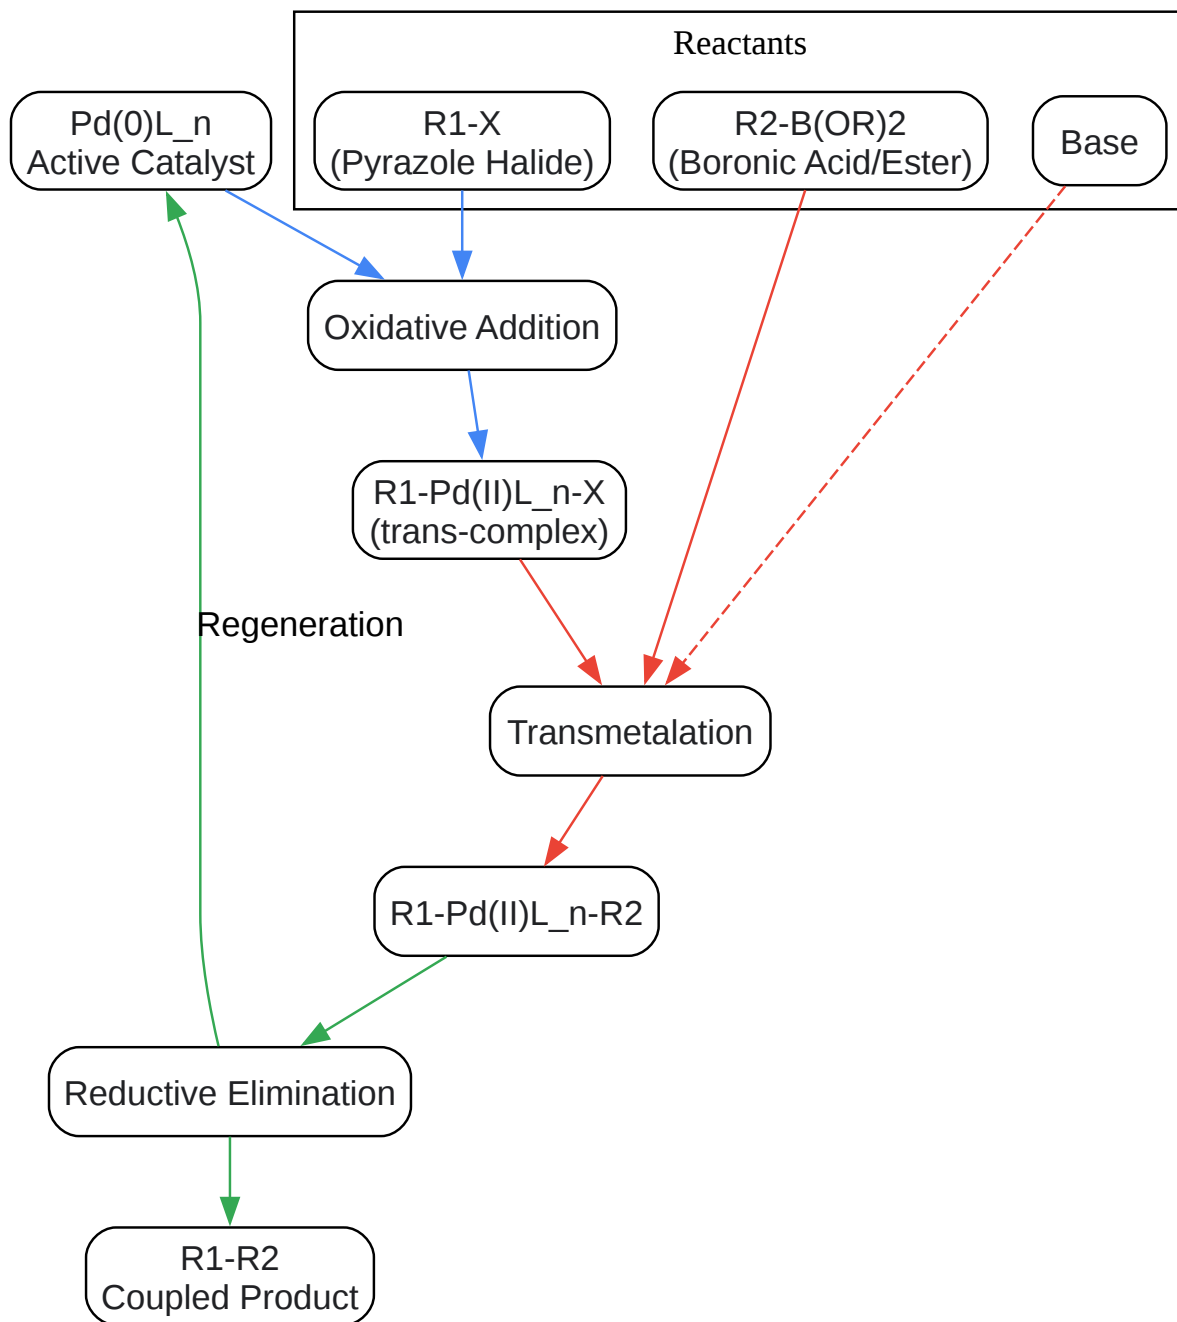 Reactants
Pd(0)L_n
Active Catalyst
R1-X
(Pyrazole Halide)
R2-B(OR)2
(Boronic Acid/Ester)
Base
Oxidative Addition
R1-Pd(II)L_n-X
(trans-complex)
Regeneration
Transmetalation
R1-Pd(II)L_n-R2
Reductive Elimination
R1-R2
Coupled Product